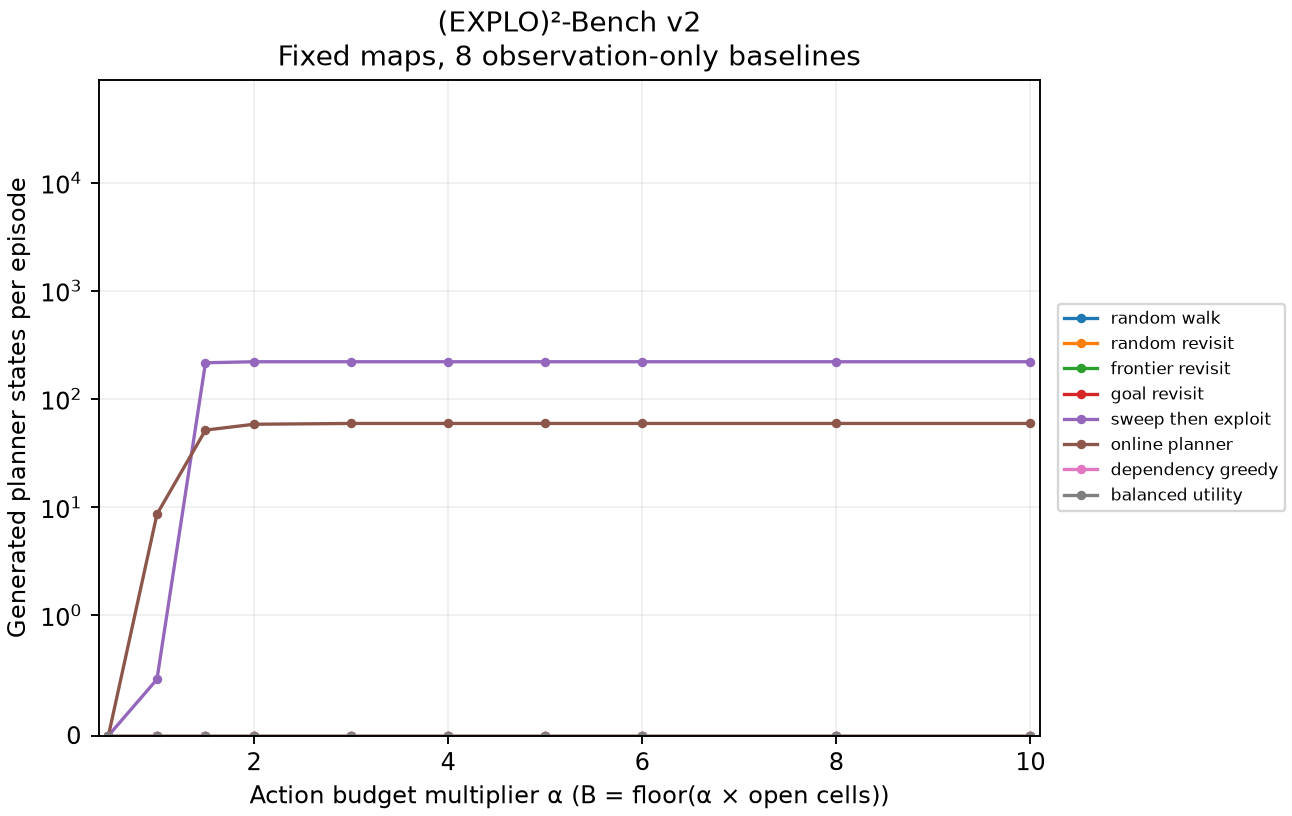 (EXPLO)²-Bench v2
Fixed maps, 8 observation-only baselines
Generated planner states per episode
10⁴
10³
10²
10¹
10⁰
0
2
4
6
8
10
Action budget multiplier α (B = floor(α × open cells))
random walk
random revisit
frontier revisit
goal revisit
sweep then exploit
online planner
dependency greedy
balanced utility